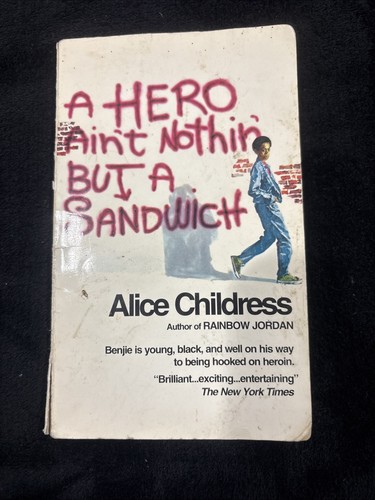 A HERO
Ain't Nothin'
BUT A
SANDWICH
Alice Childress
Author of RAINBOW JORDAN
Benjie is young, black, and well on his way
to being hooked on heroin.
"Brilliant...exciting...entertaining"
The New York Times